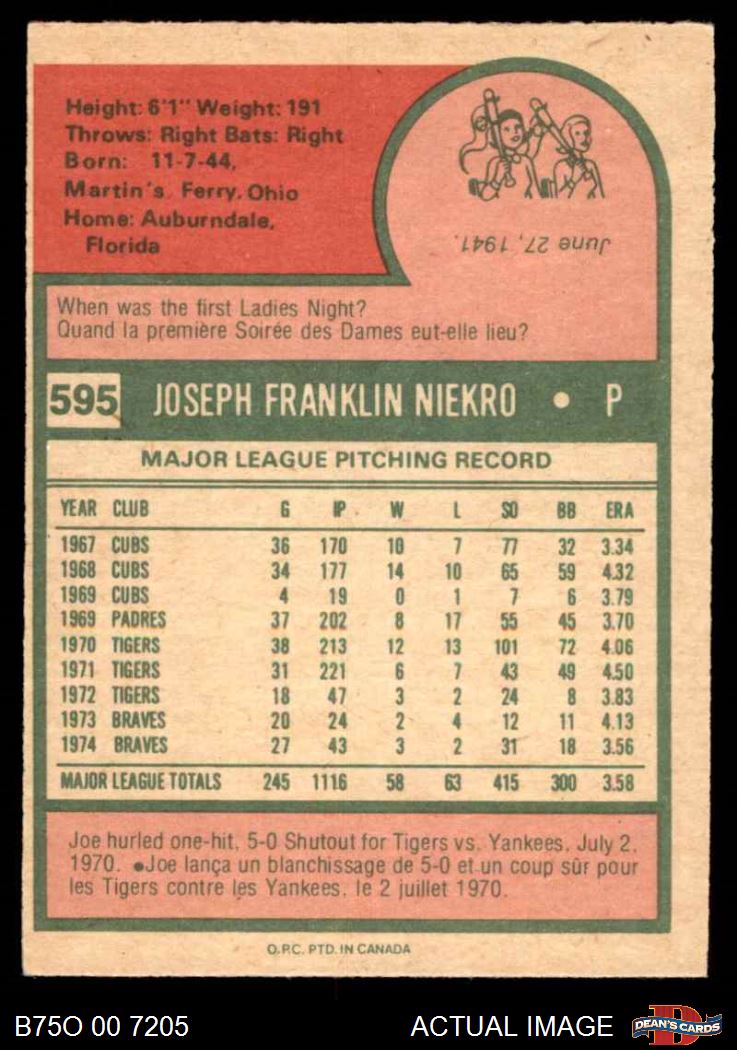 Height: 6'1" Weight: 191
Throws: Right Bats: Right
Born: 11-7-44,
Martin's Ferry, Ohio
Home: Auburndale,
Florida
June 27, 1941.
When was the first Ladies Night?
Quand la première Soirée des Dames eut-elle lieu?
595 JOSEPH FRANKLIN NIEKRO • P
MAJOR LEAGUE PITCHING RECORD
YEAR CLUB G IP W L SO BB ERA
1967 CUBS 36 170 10 7 77 32 3.34
1968 CUBS 34 177 14 10 65 59 4.32
1969 CUBS 4 19 0 1 7 6 3.79
1969 PADRES 37 202 8 17 55 45 3.70
1970 TIGERS 38 213 12 13 101 72 4.06
1971 TIGERS 31 221 6 7 43 49 4.50
1972 TIGERS 18 47 3 2 24 8 3.83
1973 BRAVES 20 24 2 4 12 11 4.13
1974 BRAVES 27 43 3 2 31 18 3.56
MAJOR LEAGUE TOTALS 245 1116 58 63 415 300 3.58
Joe hurled one-hit, 5-0 Shutout for Tigers vs. Yankees, July 2,
1970. •Joe lança un blanchissage de 5-0 et un coup sûr pour
les Tigers contre les Yankees, le 2 juillet 1970.
O.P.C. PTD. IN CANADA
B75O 00 7205 ACTUAL IMAGE DEAN'S CARDS